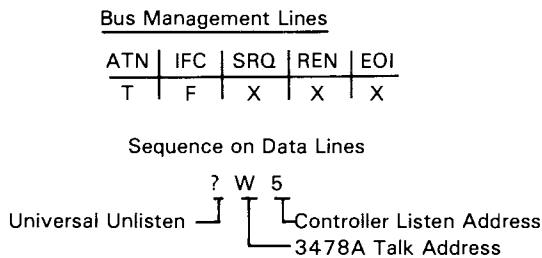 Bus Management Lines
ATN IFC SRQ REN EOI
T F X X X
Sequence on Data Lines
? W 5
Universal Unlisten Controller Listen Address
3478A Talk Address